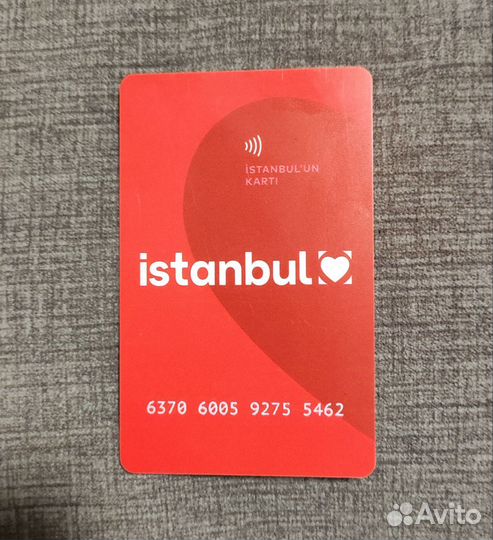 İSTANBUL'UN
KARTI
istanbul
6370 6005 9275 5462
Avito